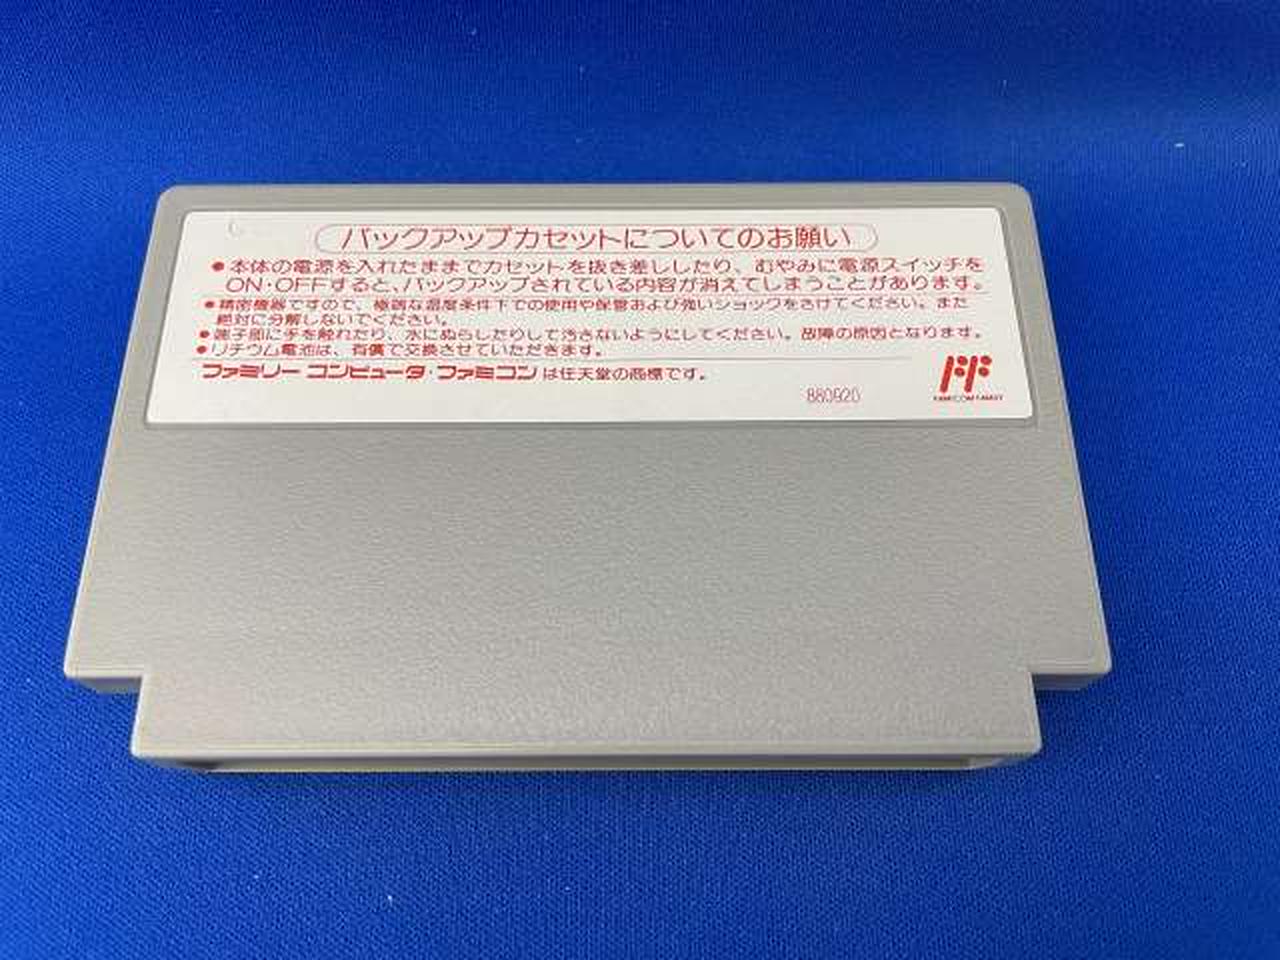 バックアップカセットについてのお願い
●本体の電源を入れたままでカセットを抜き差ししたり、むやみに電源スイッチを
ON・OFFすると、バックアップされている内容が消えてしまうことがあります。
●精密機器ですので、極端な温度条件下での使用や保管および強いショックをさけてください。また
絶対に分解しないでください。
●端子部に手を触れたり、水にぬらしたりして汚さないようにしてください。故障の原因となります。
●リチウム電池は、有償で交換させていただきます。
ファミリー コンピュータ・ファミコンは任天堂の商標です。
880920
FAMICOM FAMILY